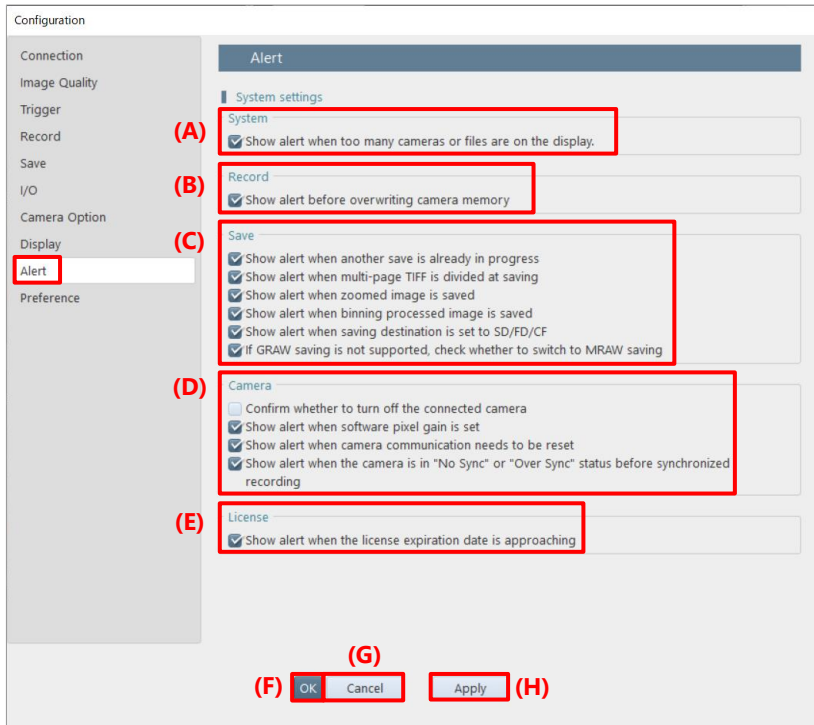 Configuration
Connection
Image Quality
Trigger
Record
Save
I/O
Camera Option
Display
Alert
Preference
Alert
System settings
(A)
System
Show alert when too many cameras or files are on the display.
(B)
Record
Show alert before overwriting camera memory
(C)
Save
Show alert when another save is already in progress
Show alert when multi-page TIFF is divided at saving
Show alert when zoomed image is saved
Show alert when binning processed image is saved
Show alert when saving destination is set to SD/FD/CF
If GRAW saving is not supported, check whether to switch to MRAW saving
(D)
Camera
Confirm whether to turn off the connected camera
Show alert when software pixel gain is set
Show alert when camera communication needs to be reset
Show alert when the camera is in "No Sync" or "Over Sync" status before synchronized
recording
(E)
License
Show alert when the license expiration date is approaching
(G)
(F) OK Cancel Apply (H)